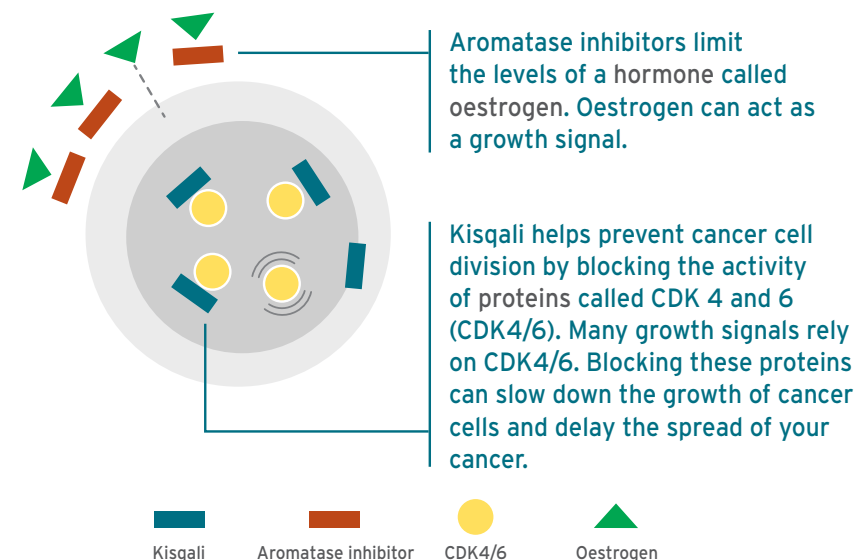 Aromatase inhibitors limit
the levels of a hormone called
oestrogen. Oestrogen can act as
a growth signal.
Kisqali helps prevent cancer cell
division by blocking the activity
of proteins called CDK 4 and 6
(CDK4/6). Many growth signals rely
on CDK4/6. Blocking these proteins
can slow down the growth of cancer
cells and delay the spread of your
cancer.
Kisqali Aromatase inhibitor CDK4/6 Oestrogen